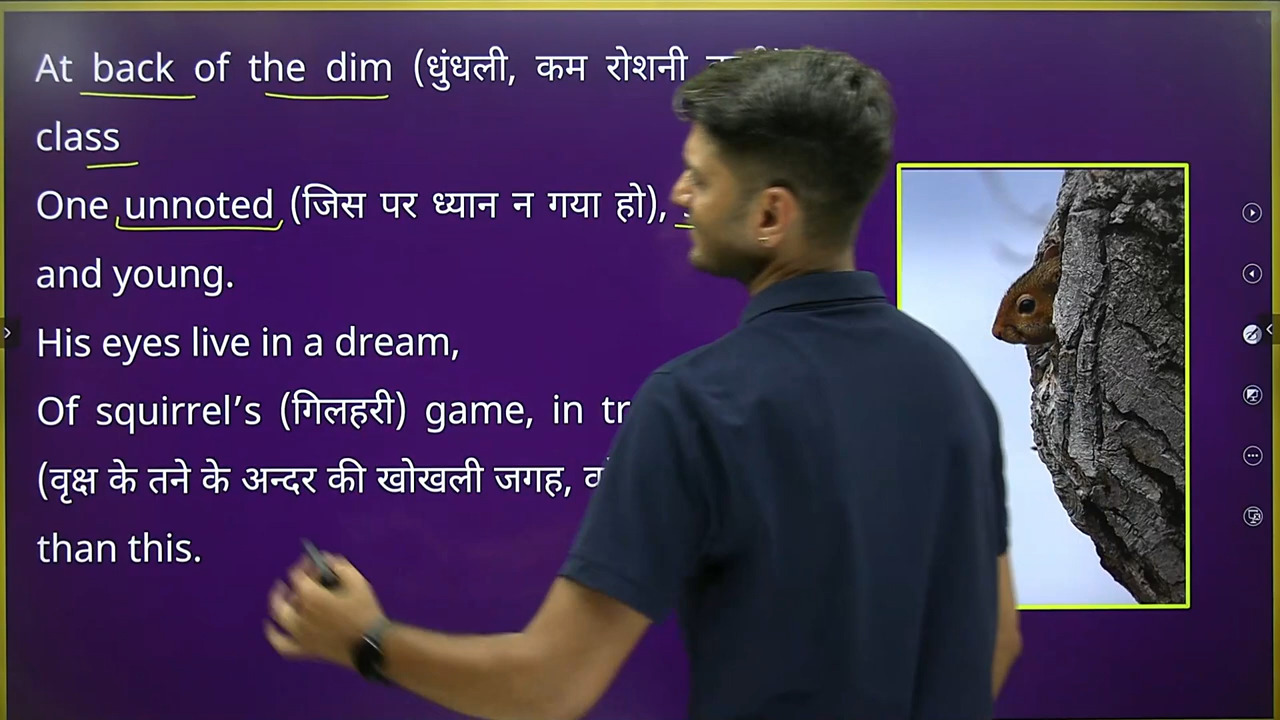 At back of the dim (धुंधली, कम रोशनी
class
One unnoted (जिस पर ध्यान न गया हो),
and young.
His eyes live in a dream,
Of squirrel’s (गिलहरी) game, in
(वृक्ष के तने के अन्दर की खोखली जगह,
than this.